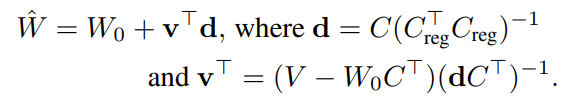 Ŵ = W₀ + v⊤d, where d = C(C⊤reg Creg)⁻¹
and v⊤ = (V − W₀C⊤)(dC⊤)⁻¹.